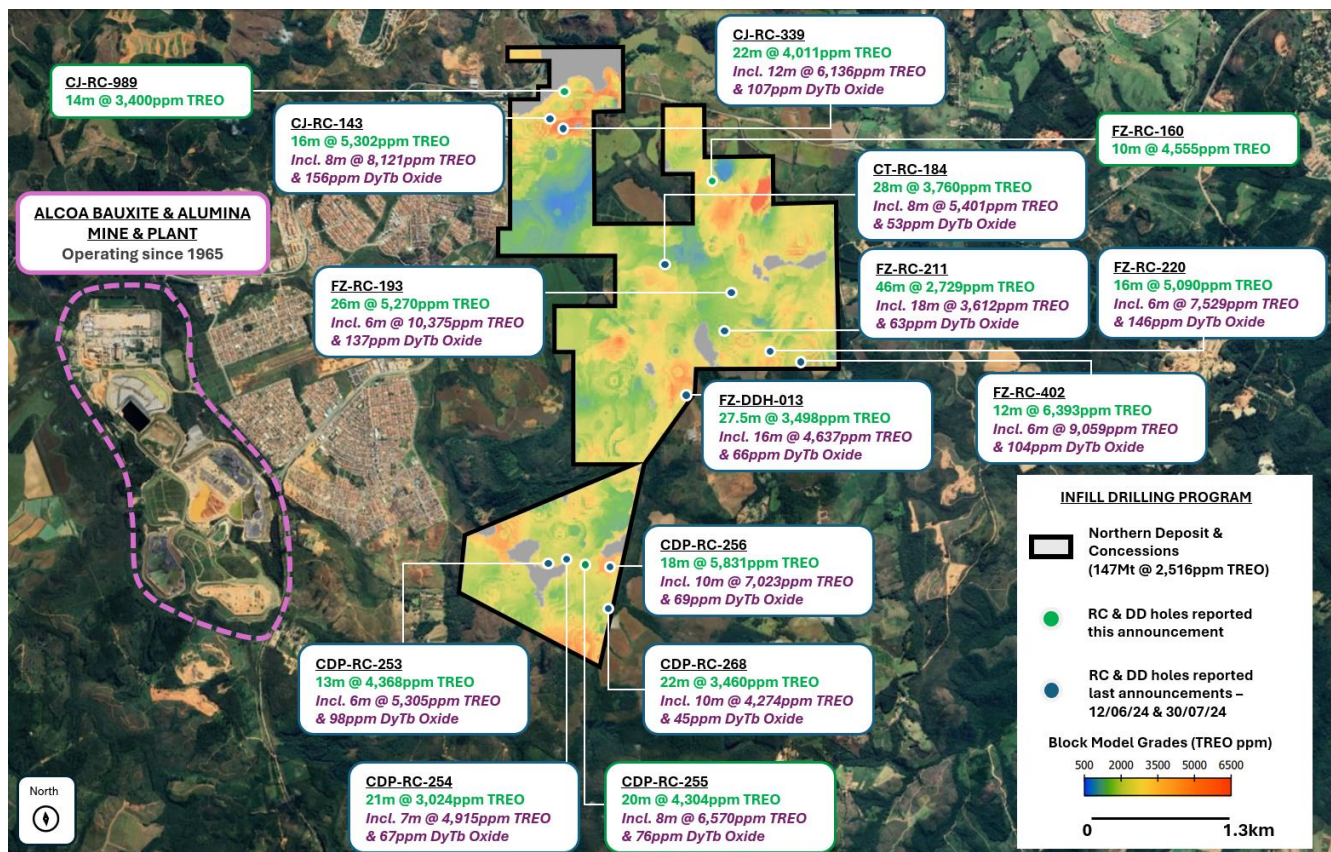 CJ-RC-339
22m @ 4,011ppm TREO
Incl. 12m @ 6,136ppm TREO
& 107ppm DyTb Oxide
CJ-RC-989
14m @ 3,400ppm TREO
CJ-RC-143
16m @ 5,302ppm TREO
Incl. 8m @ 8,121ppm TREO
& 156ppm DyTb Oxide
FZ-RC-160
10m @ 4,555ppm TREO
CT-RC-184
28m @ 3,760ppm TREO
Incl. 8m @ 5,401ppm TREO
& 53ppm DyTb Oxide
ALCOA BAUXITE & ALUMINA
MINE & PLANT
Operating since 1965
FZ-RC-193
26m @ 5,270ppm TREO
Incl. 6m @ 10,375ppm TREO
& 137ppm DyTb Oxide
FZ-RC-211
46m @ 2,729ppm TREO
Incl. 18m @ 3,612ppm TREO
& 63ppm DyTb Oxide
FZ-RC-220
16m @ 5,090ppm TREO
Incl. 6m @ 7,529ppm TREO
& 146ppm DyTb Oxide
FZ-DDH-013
27.5m @ 3,498ppm TREO
Incl. 16m @ 4,637ppm TREO
& 66ppm DyTb Oxide
FZ-RC-402
12m @ 6,393ppm TREO
Incl. 6m @ 9,059ppm TREO
& 104ppm DyTb Oxide
CDP-RC-256
18m @ 5,831ppm TREO
Incl. 10m @ 7,023ppm TREO
& 69ppm DyTb Oxide
CDP-RC-253
13m @ 4,368ppm TREO
Incl. 6m @ 5,305ppm TREO
& 98ppm DyTb Oxide
CDP-RC-268
22m @ 3,460ppm TREO
Incl. 10m @ 4,274ppm TREO
& 45ppm DyTb Oxide
CDP-RC-254
21m @ 3,024ppm TREO
Incl. 7m @ 4,915ppm TREO
& 67ppm DyTb Oxide
CDP-RC-255
20m @ 4,304ppm TREO
Incl. 8m @ 6,570ppm TREO
& 76ppm DyTb Oxide
INFILL DRILLING PROGRAM
Northern Deposit &
Concessions
(147Mt @ 2,516ppm TREO)
RC & DD holes reported
this announcement
RC & DD holes reported
last announcements –
12/06/24 & 30/07/24
Block Model Grades (TREO ppm)
500 2000 3500 5000 6500
0 1.3km
North